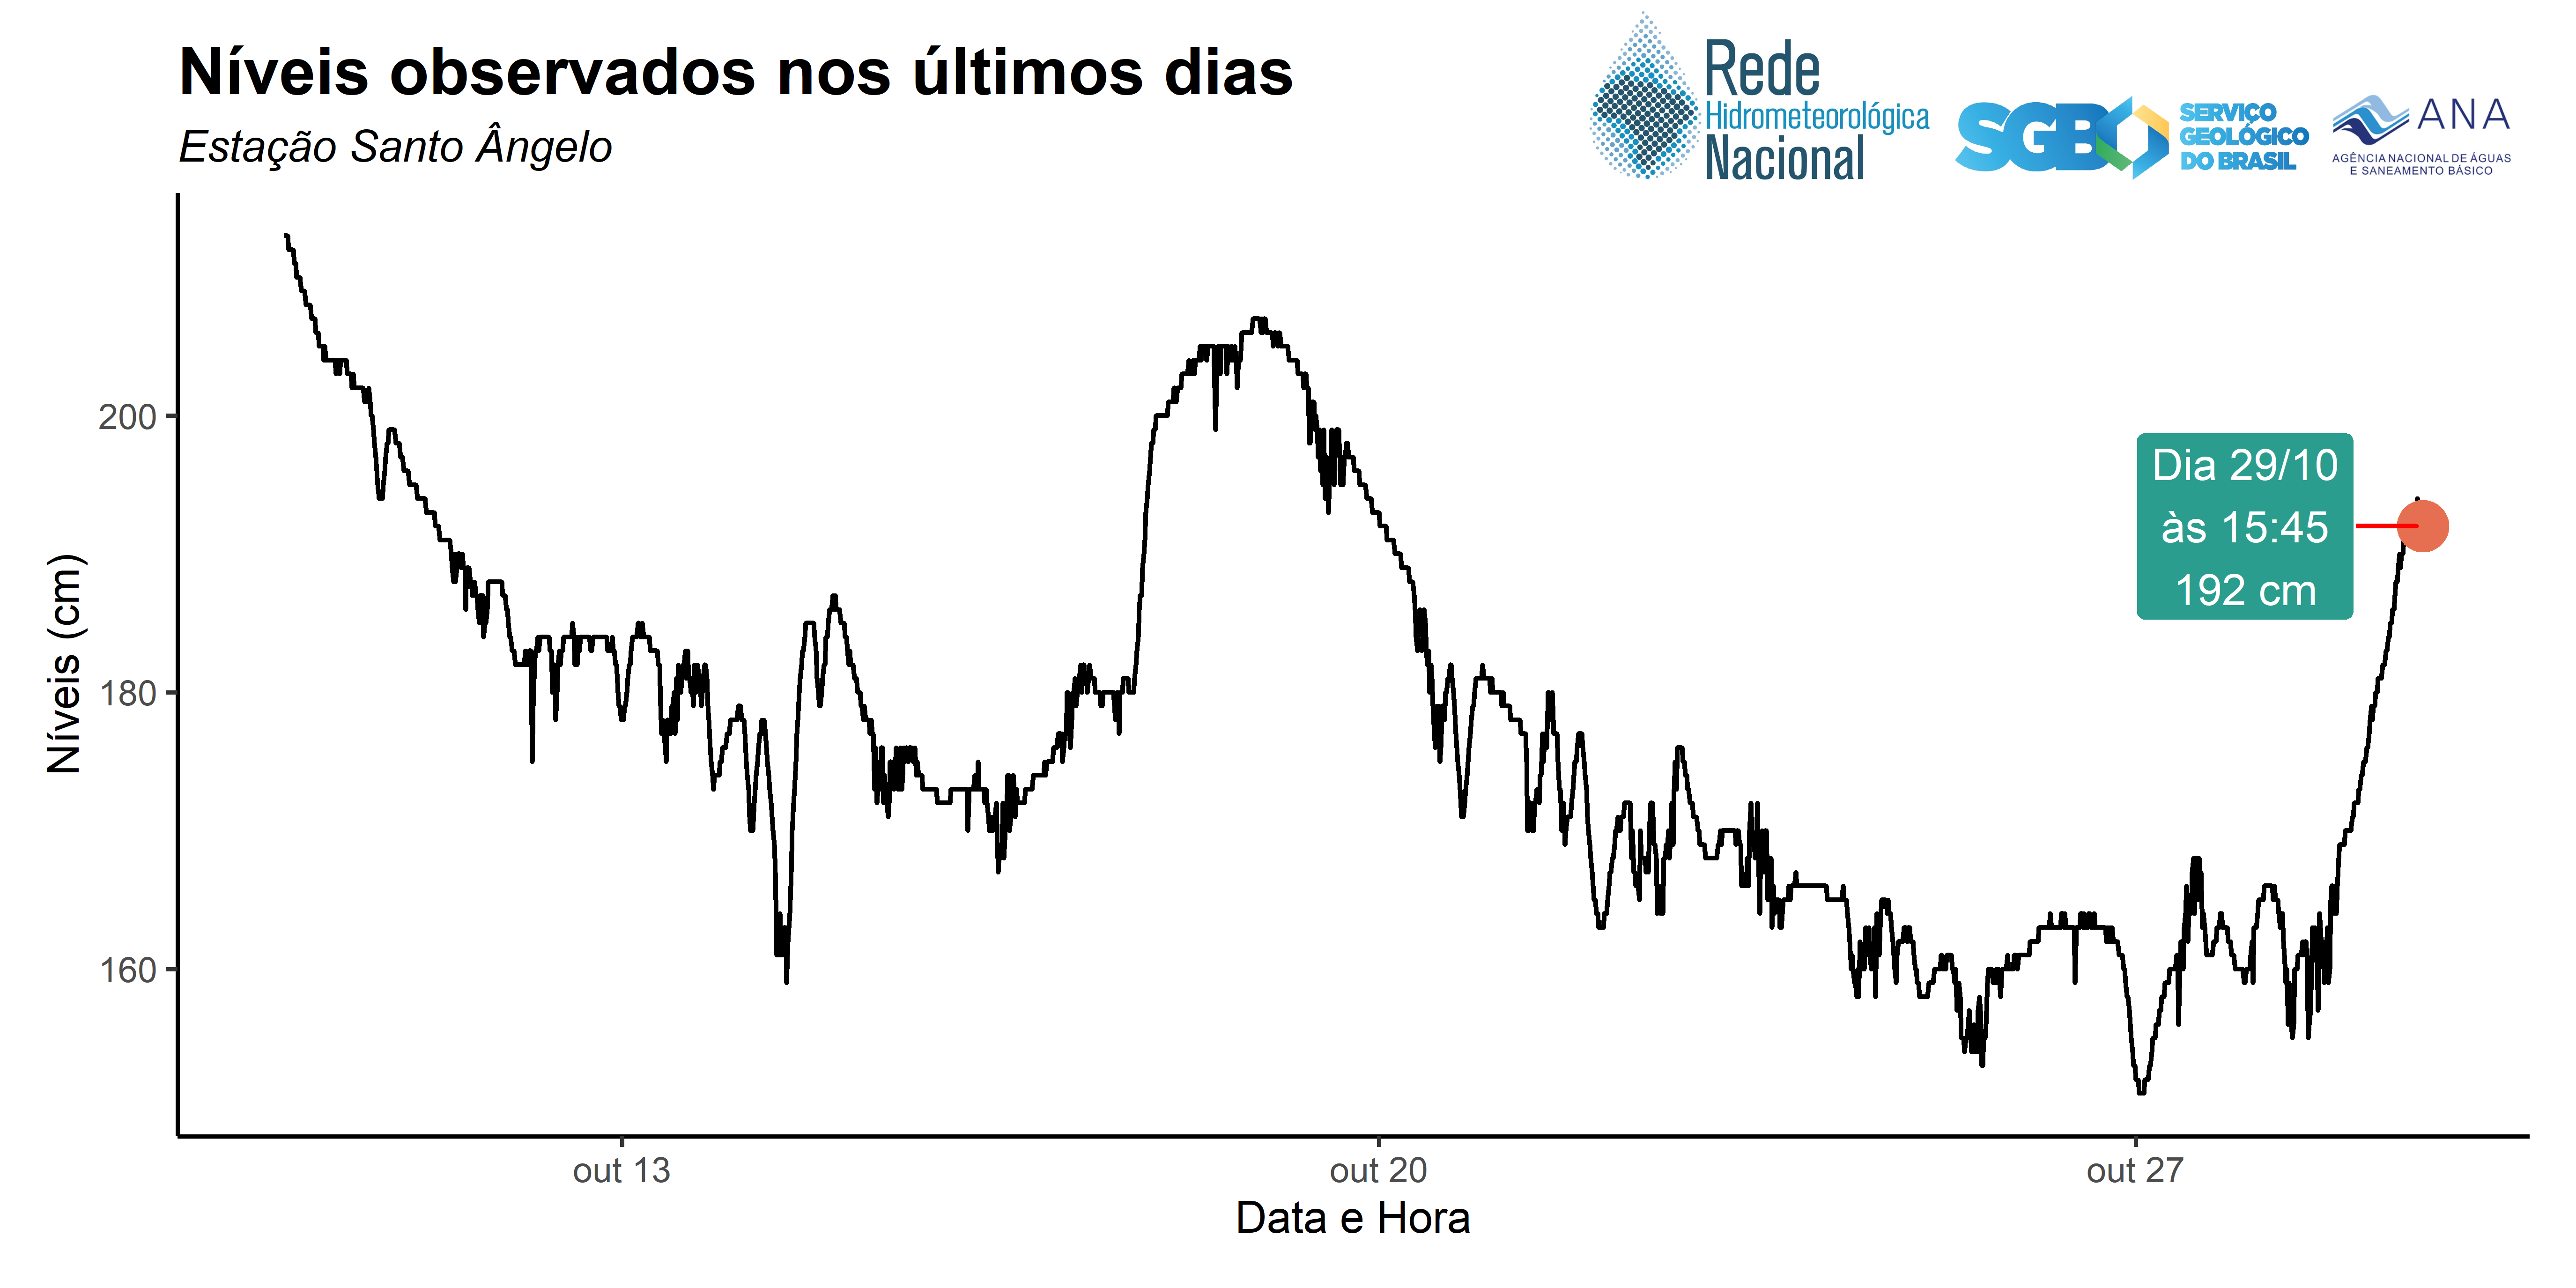 Níveis observados nos últimos dias
Estação Santo Ângelo
Rede
Hidrometeorológica
Nacional
SGB
SERVIÇO
GEOLÓGICO
DO BRASIL
ANA
AGÊNCIA NACIONAL DE ÁGUAS
E SANEAMENTO BÁSICO
Níveis (cm)
200
180
160
Dia 29/10
às 15:45
192 cm
out 13
out 20
out 27
Data e Hora